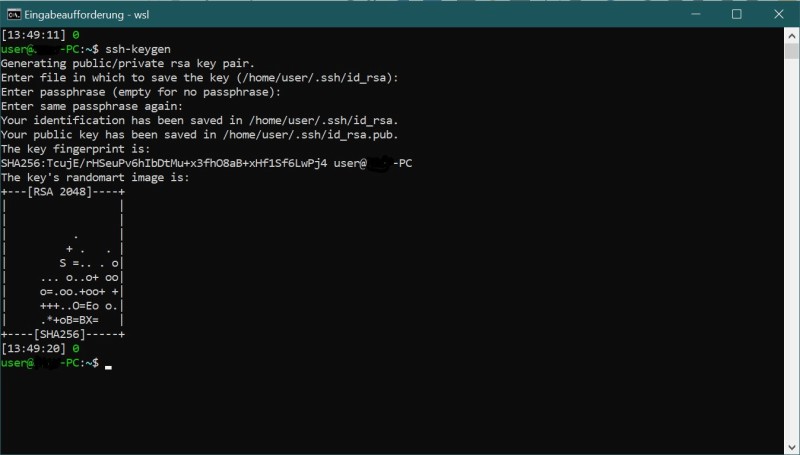 Eingabeaufforderung - wsl
[13:49:11] 0
user@ -PC:~$ ssh-keygen
Generating public/private rsa key pair.
Enter file in which to save the key (/home/user/.ssh/id_rsa):
Enter passphrase (empty for no passphrase):
Enter same passphrase again:
Your identification has been saved in /home/user/.ssh/id_rsa.
Your public key has been saved in /home/user/.ssh/id_rsa.pub.
The key fingerprint is:
SHA256:TcujE/rHSeuPv6hIbDtMu+x3fhO8aB+xHf1Sf6LwPj4 user@ -PC
The key's randomart image is:
+---[RSA 2048]----+
|                 |
|                 |
|          .      |
|         + .   . |
|        S =.. . o|
|     ... o..o+ oo|
|     o=.oo.+oo+ +|
|     +++..O=Eo o.|
|     .*+oB=BX=   |
+----[SHA256]-----+
[13:49:20] 0
user@ -PC:~$